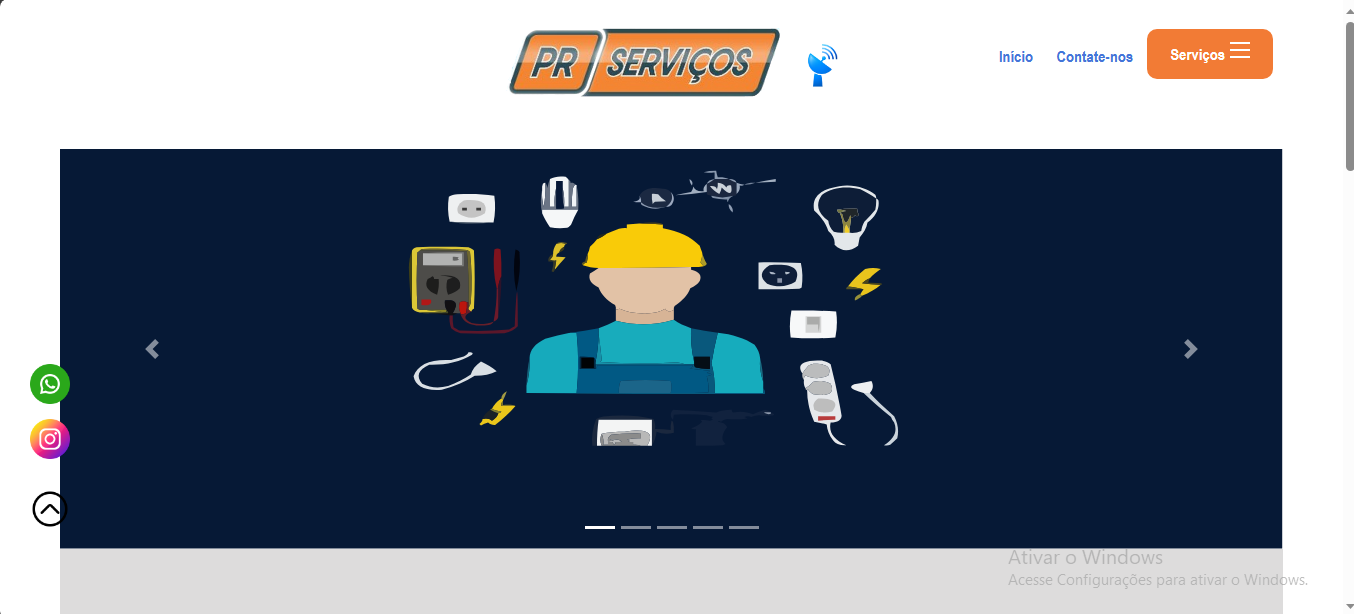 PR SERVIÇOS
Início
Contate-nos
Serviços
Ativar o Windows
Acesse Configurações para ativar o Windows.